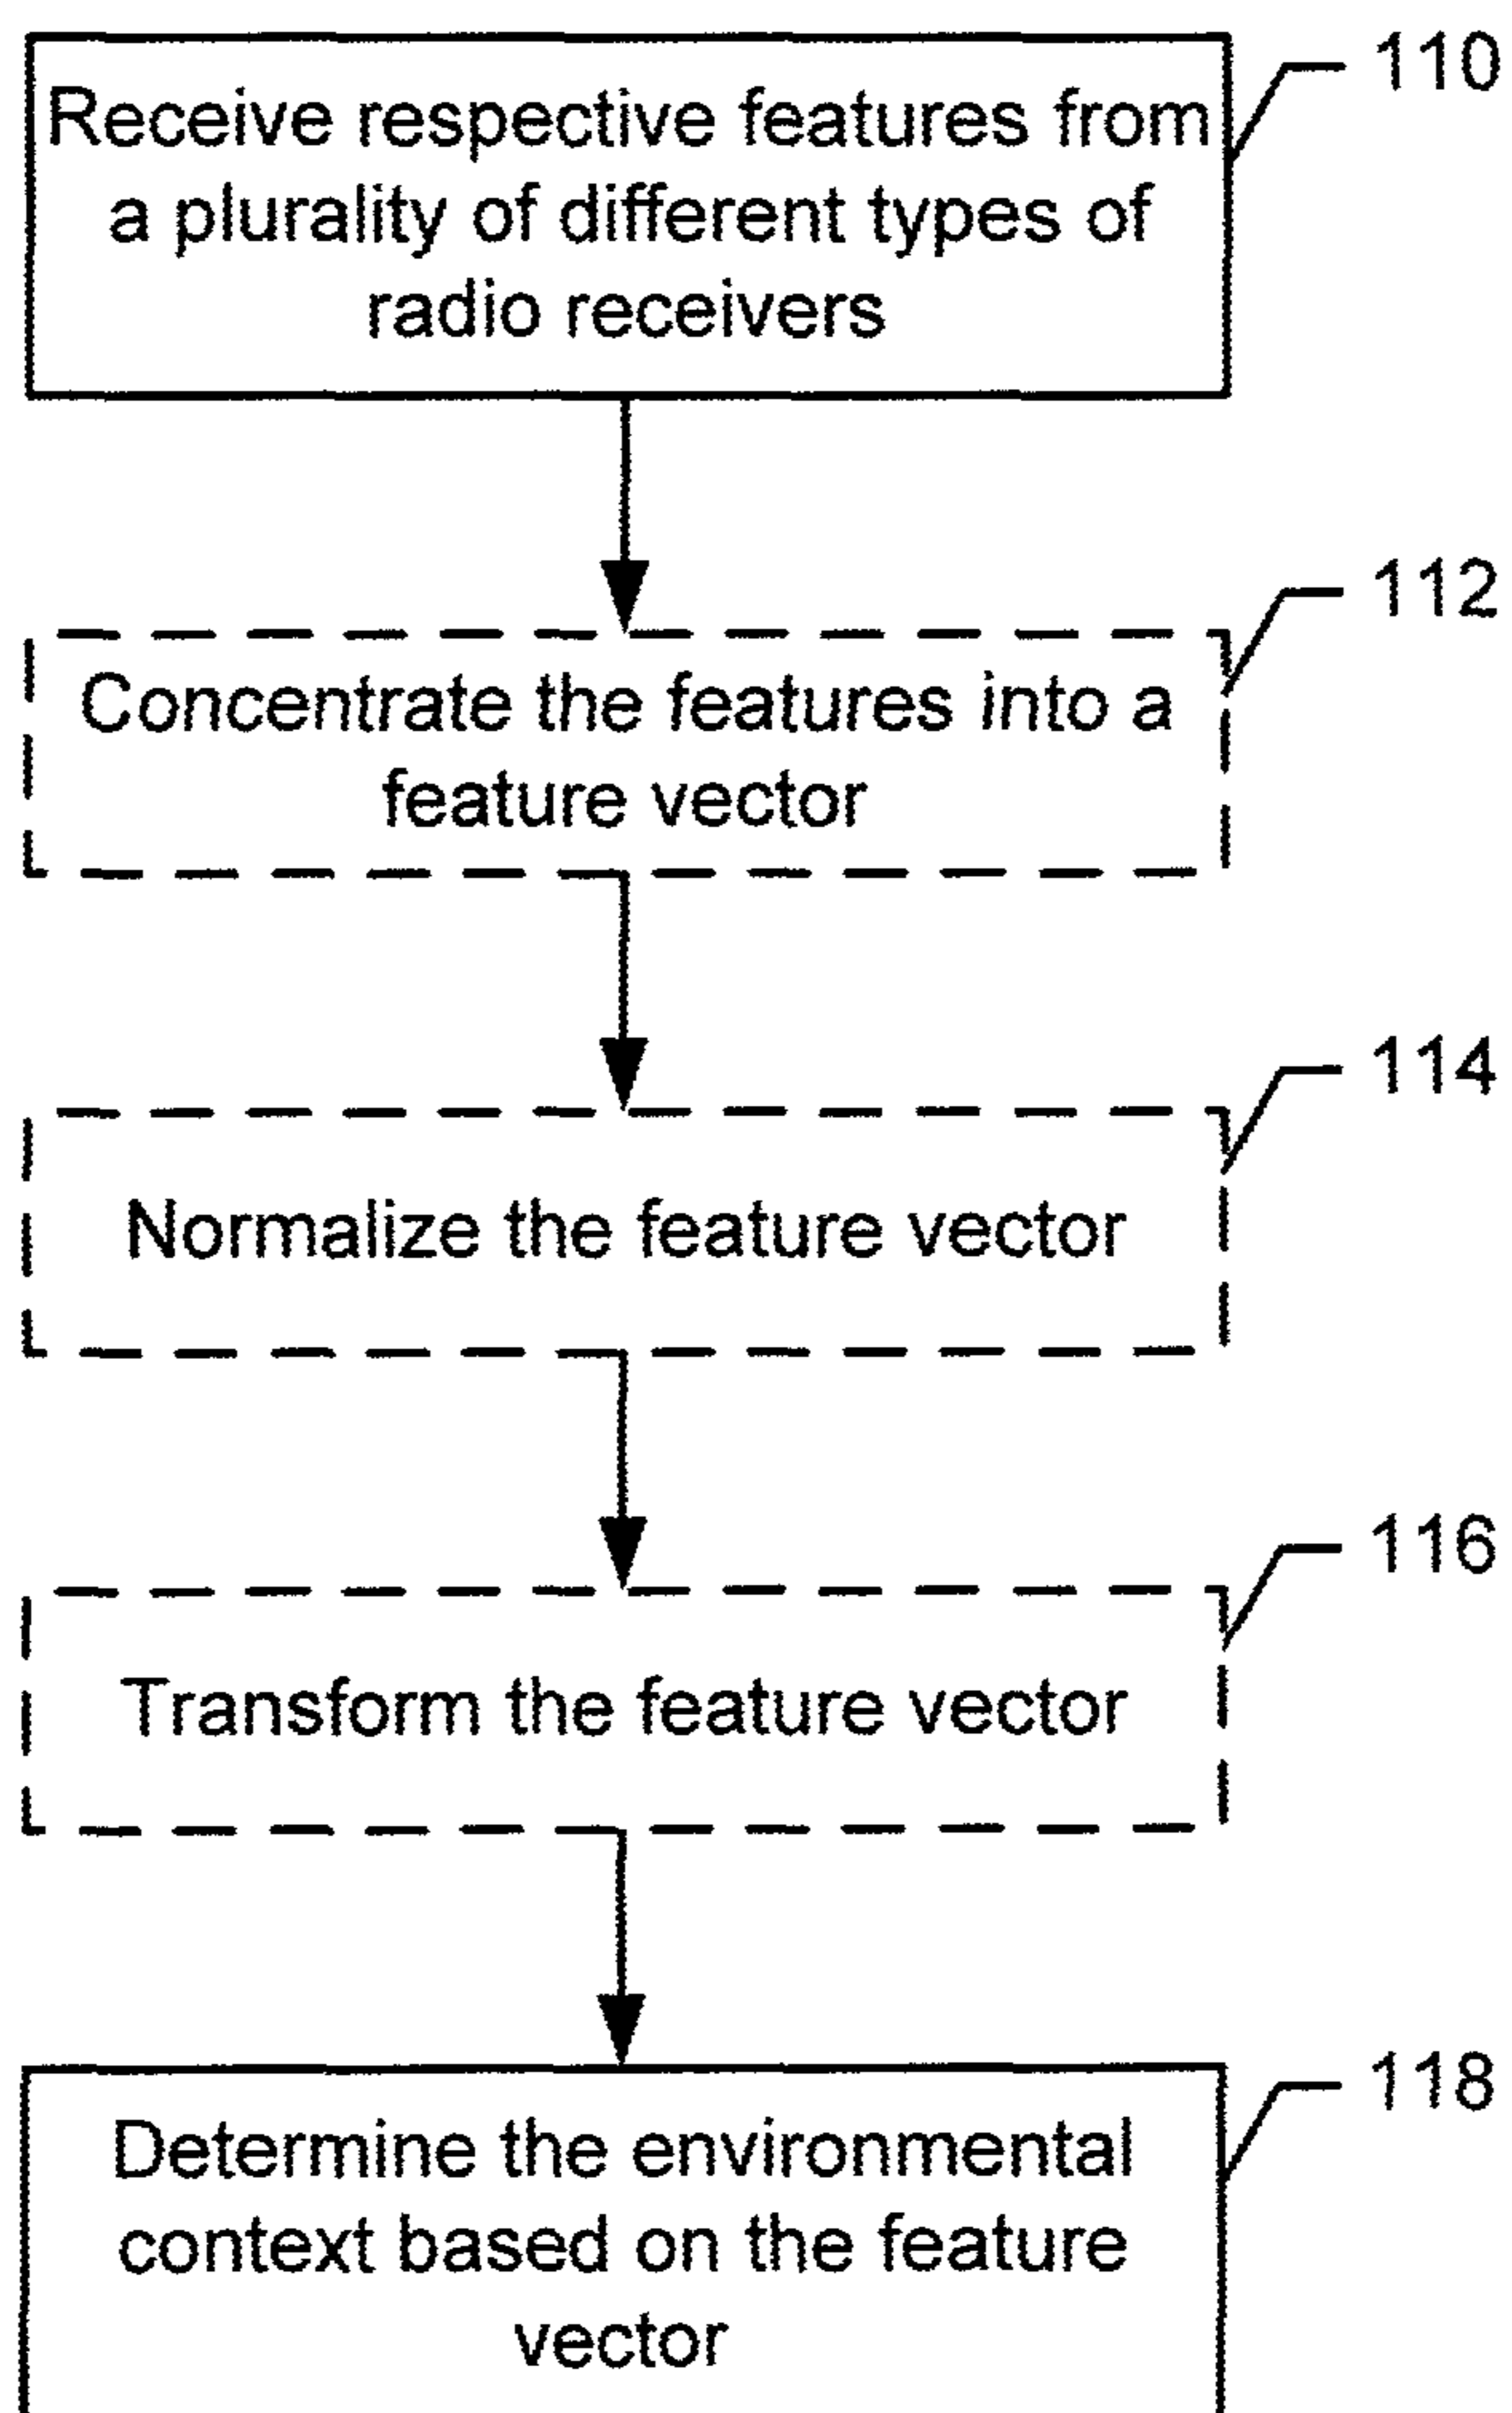 Receive respective features from
a plurality of different types of
radio receivers
110
Concentrate the features into a
feature vector
112
Normalize the feature vector
114
Transform the feature vector
116
Determine the environmental
context based on the feature
vector
118